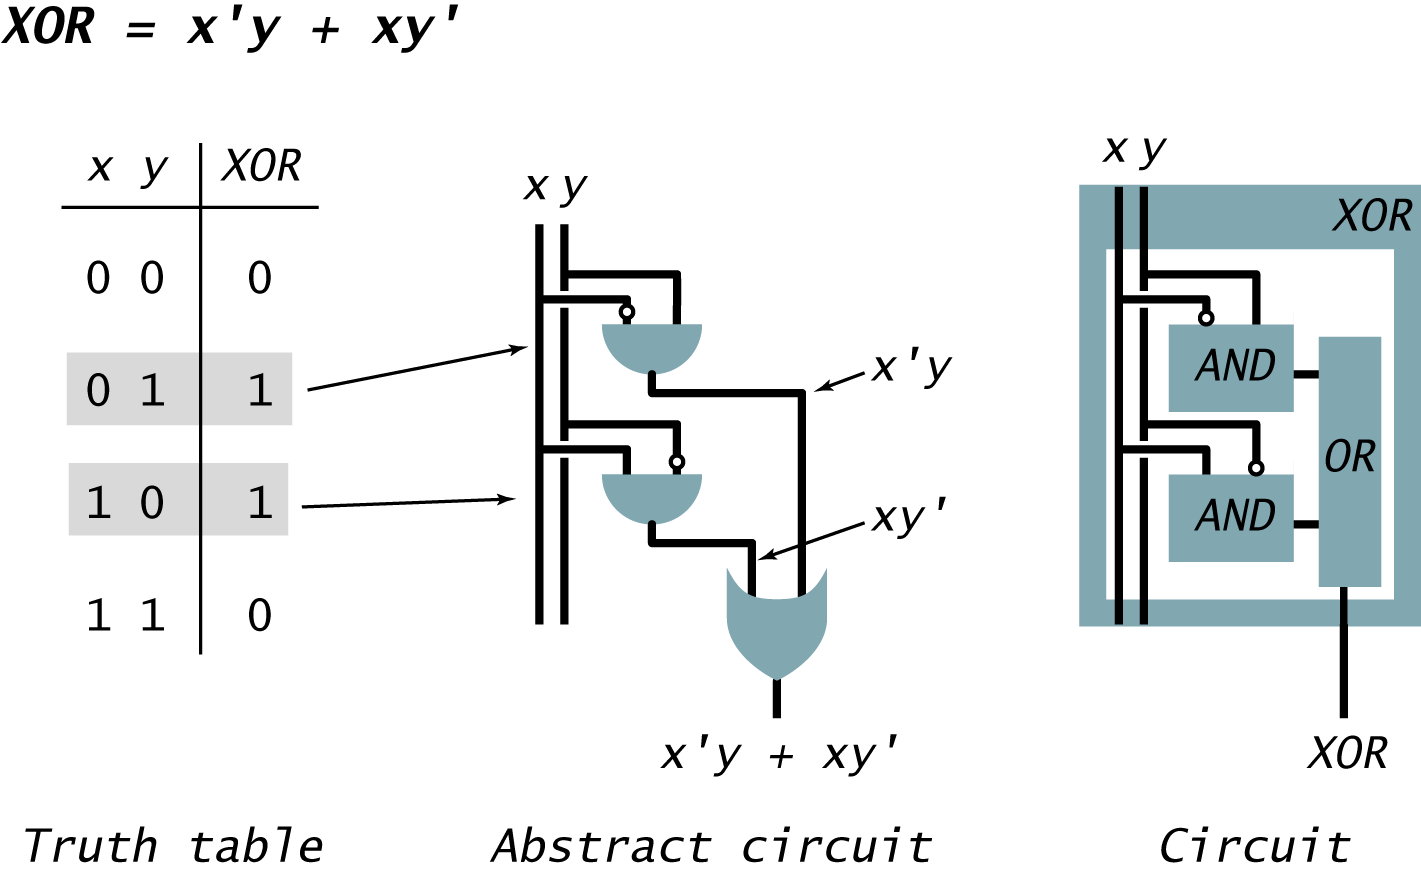 XOR = x'y + xy'
x y XOR
0 0 0
0 1 1
1 0 1
1 1 0
Truth table
x y
x'y
xy'
x'y + xy'
Abstract circuit
x y
XOR
AND
OR
AND
XOR
Circuit